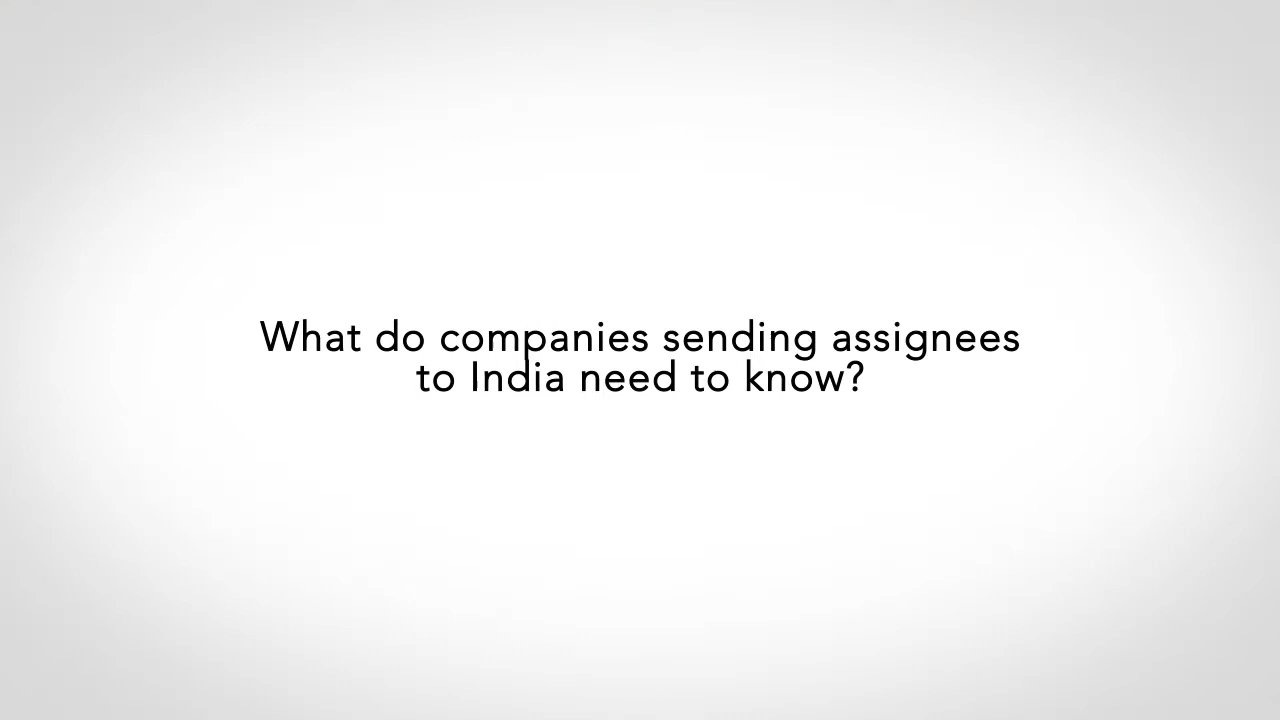 What do companies sending assignees
to India need to know?